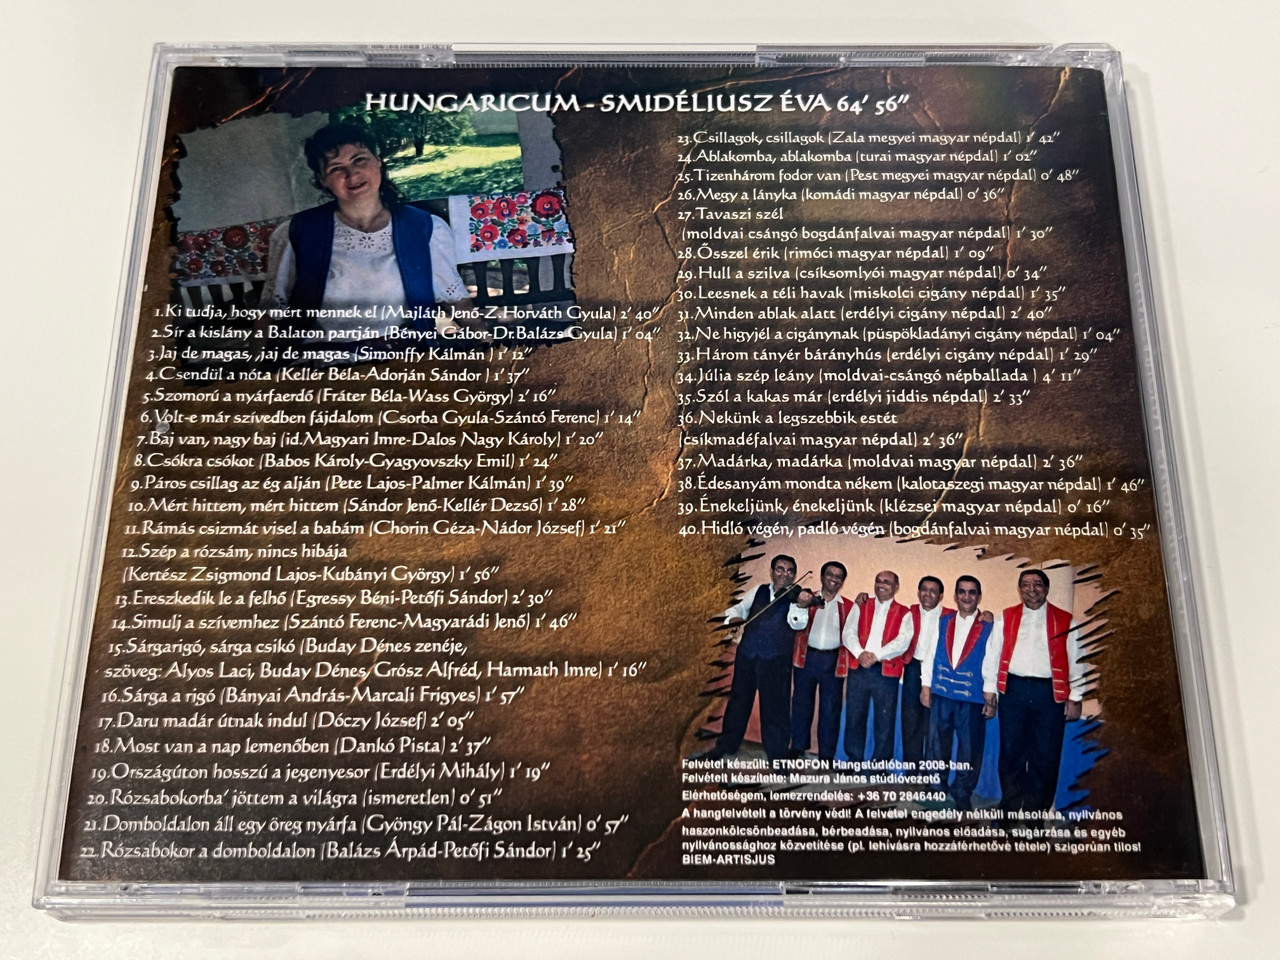 HUNGARICUM - SMIDÉLIUSZ ÉVA 64' 56"
1.Ki tudja, hogy mért mennek el (Majláth Jenő-Z.Horváth Gyula) 2' 40"
2.Sír a kislány a Balaton partján (Bényei Gábor-Dr.Balázs Gyula) 1' 04"
3.Jaj de magas, jaj de magas (Simonffy Kálmán ) 1' 12"
4.Csendül a nóta (Kellér Béla-Adorján Sándor ) 1' 37"
5.Szomorú a nyárfaerdő (Fráter Béla-Wass György) 2' 16"
6.Volt-e már szívedben fájdalom (Csorba Gyula-Szántó Ferenc) 1' 14"
7.Baj van, nagy baj (id.Magyari Imre-Dalos Nagy Károly) 1' 20"
8.Csókra csókot (Babos Károly-Gyagyovszky Emil) 1' 24"
9.Páros csillag az ég alján (Pete Lajos-Palmer Kálmán) 1' 39"
10.Mért hittem, mért hittem (Sándor Jenő-Kellér Dezső) 1' 28"
11.Rámás csizmát visel a babám (Chorin Géza-Nádor József) 1' 21"
12.Szép a rózsám, nincs hibája
(Kertész Zsigmond Lajos-Kubányi György) 1' 56"
13.Ereszkedik le a felhő (Egressy Béni-Petőfi Sándor) 2' 30"
14.Simulj a szívemhez (Szántó Ferenc-Magyarádi Jenő) 1' 46"
15.Sárgarigó, sárga csikó (Buday Dénes zenéje,
szöveg: Alyos Laci, Buday Dénes, Grósz Alfréd, Harmath Imre) 1' 16"
16.Sárga a rigó (Bányai András-Marcali Frigyes) 1' 57"
17.Daru madár útnak indul (Dóczy József) 2' 05"
18.Most van a nap lemenőben (Dankó Pista) 2' 37"
19.Országúton hosszú a jegenyesor (Erdélyi Mihály) 1' 19"
20.Rózsabokorba' jöttem a világra (ismeretlen) 0' 51"
21.Domboldalon áll egy öreg nyárfa (Gyöngy Pál-Zágon István) 0' 57"
22.Rózsabokor a domboldalon (Balázs Árpád-Petőfi Sándor) 1' 25"
23.Csillagok, csillagok (Zala megyei magyar népdal) 1' 42"
24.Ablakomba, ablakomba (turai magyar népdal) 1' 02"
25.Tizenhárom fodor van (Pest megyei magyar népdal) 0' 48"
26.Megy a lányka (komádi magyar népdal) 0' 36"
27.Tavaszi szél
(moldvai csángó bogdánfalvai magyar népdal) 1' 30"
28.Ősszel érik (rimóci magyar népdal) 1' 09"
29.Hull a szilva (csíksomlyói magyar népdal) 0' 34"
30.Leesnek a téli havak (miskolci cigány népdal) 1' 35"
31.Minden ablak alatt (erdélyi cigány népdal) 2' 40"
32.Ne higyjél a cigánynak (püspökladányi cigány népdal) 1' 04"
33.Három tányér bárányhús (erdélyi cigány népdal) 1' 29"
34.Júlia szép leány (moldvai-csángó népballada ) 4' 11"
35.Szól a kakas már (erdélyi jiddis népdal) 2' 33"
36.Nekünk a legszebbik estét
(csíkmadéfalvai magyar népdal) 2' 36"
37.Madárka, madárka (moldvai magyar népdal) 2' 36"
38.Édesanyám mondta nékem (kalotaszegi magyar népdal) 1' 46"
39.Énekeljünk, énekeljünk (klézsei magyar népdal) 0' 16"
40.Hidló végén, padló végén (bogdánfalvai magyar népdal) 0' 35"
Felvétel készült: ETNOFON Hangstúdióban 2008-ban.
Felvételt készítette: Mazura János stúdióvezető
Elérhetőségem, lemezrendelés: +36 70 2846440
A hangfelvételt a törvény védi! A felvétel engedély nélküli másolása, nyilvános
haszonkölcsönbeadása, bérbeadása, nyilvános előadása, sugárzása és egyéb
nyilvánossághoz közvetítése (pl. lehívásra hozzáférhetővé tétele) szigorúan tilos!
BIEM-ARTISJUS